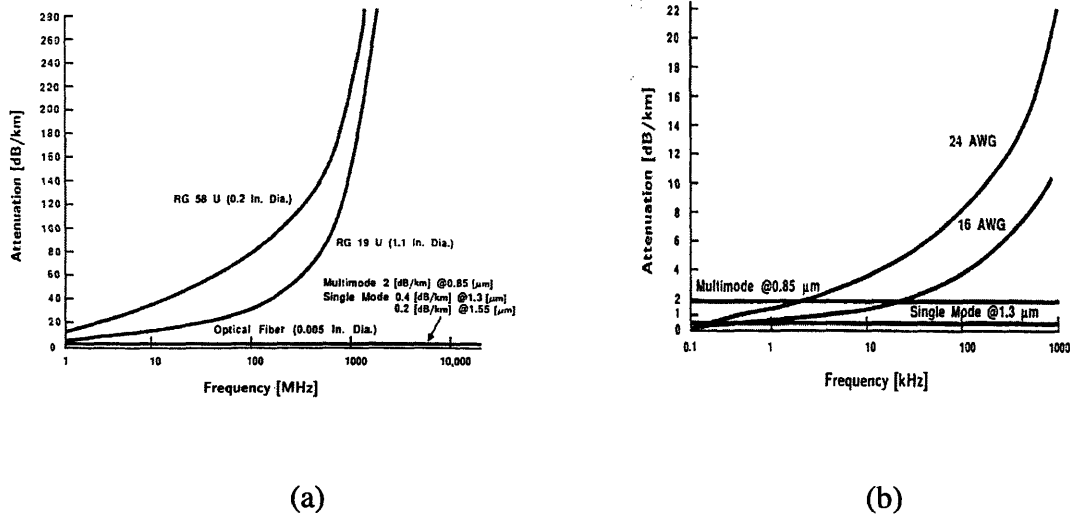 280
260
240
220
200
180
160
140
120
100
80
60
40
20
0
Attenuation [dB/km]
RG 58 U (0.2 In. Dia.)
RG 19 U (1.1 In. Dia.)
Multimode 2 [dB/km] @0.85 [µm]
Single Mode 0.4 [dB/km] @1.3 [µm]
0.2 [dB/km] @1.55 [µm]
Optical Fiber (0.005 In. Dia.)
1 10 100 1000 10,000
Frequency [MHz]
(a)
22
20
18
16
14
12
10
8
6
4
2
1
0
Attenuation [dB/km]
24 AWG
16 AWG
Multimode @0.85 µm
Single Mode @1.3 µm
0.1 1 10 100 1000
Frequency [kHz]
(b)